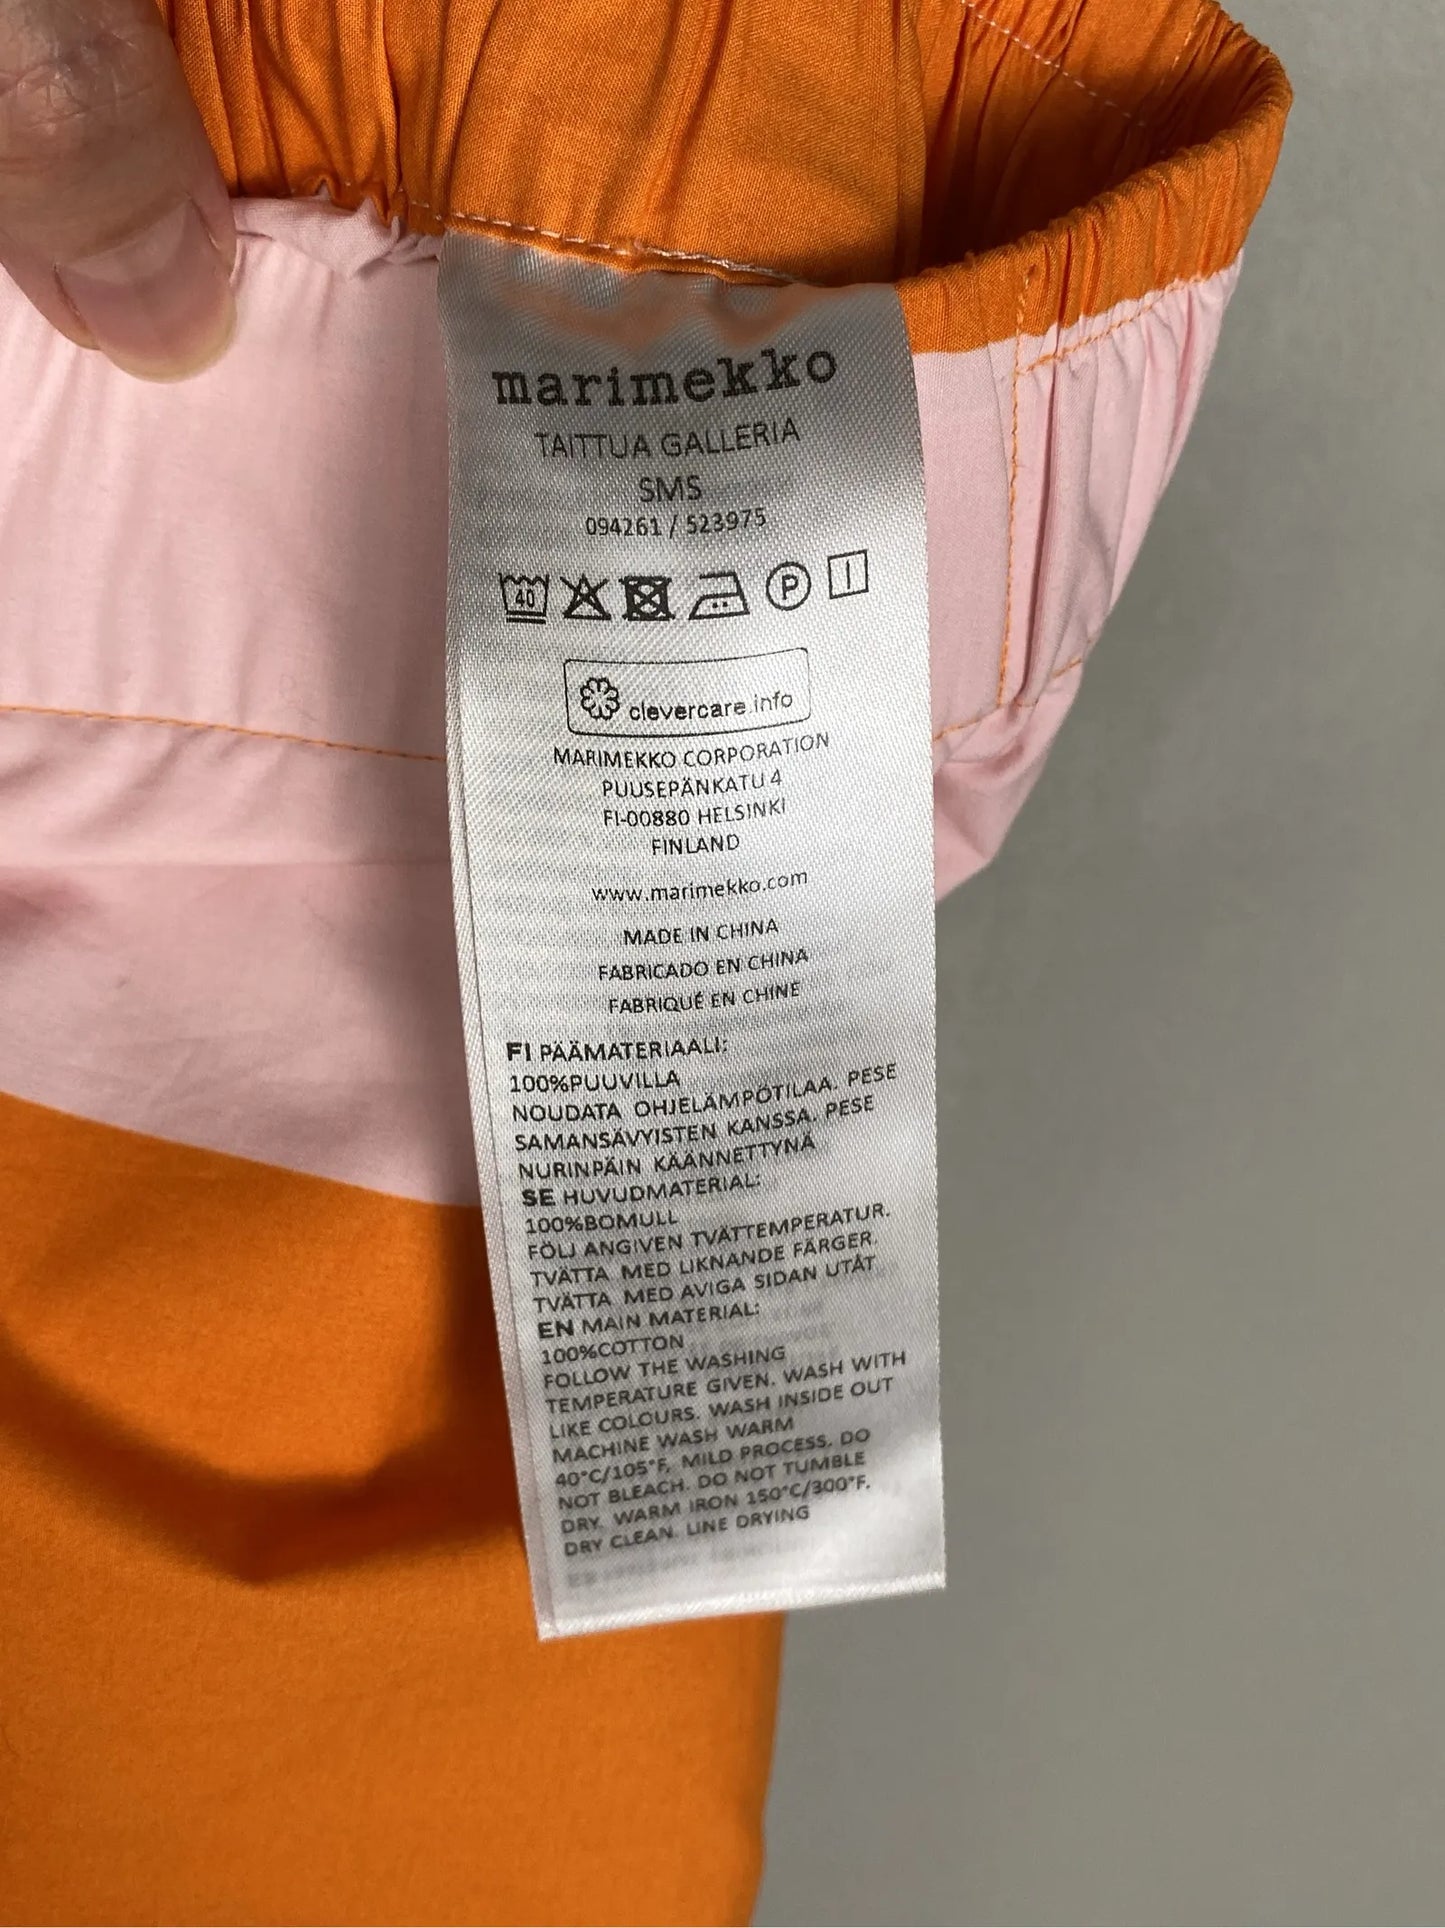 marimekko
TAITTUA GALLERIA
SMS
094261 / 523975
40 P
clevercare.info
MARIMEKKO CORPORATION
PUUSEPÄNKATU 4
FI-00880 HELSINKI
FINLAND
www.marimekko.com
MADE IN CHINA
FABRICADO EN CHINA
FABRIQUÉ EN CHINE
FI PÄÄMATERIAALI:
100%PUUVILLA
NOUDATA OHJELÄMPÖTILAA. PESE
SAMANSÄVYISTEN KANSSA. PESE
NURINPÄIN KÄÄNNETTYNÄ
SE HUVUDMATERIAL:
100%BOMULL
FÖLJ ANGIVEN TVÄTTEMPERATUR.
TVÄTTA MED LIKNANDE FÄRGER.
TVÄTTA MED AVIGA SIDAN UTÅT
EN MAIN MATERIAL:
100%COTTON
FOLLOW THE WASHING
TEMPERATURE GIVEN. WASH WITH
LIKE COLOURS. WASH INSIDE OUT
MACHINE WASH WARM
40°C/105°F, MILD PROCESS. DO
NOT BLEACH. DO NOT TUMBLE
DRY. WARM IRON 150°C/300°F.
DRY CLEAN. LINE DRYING